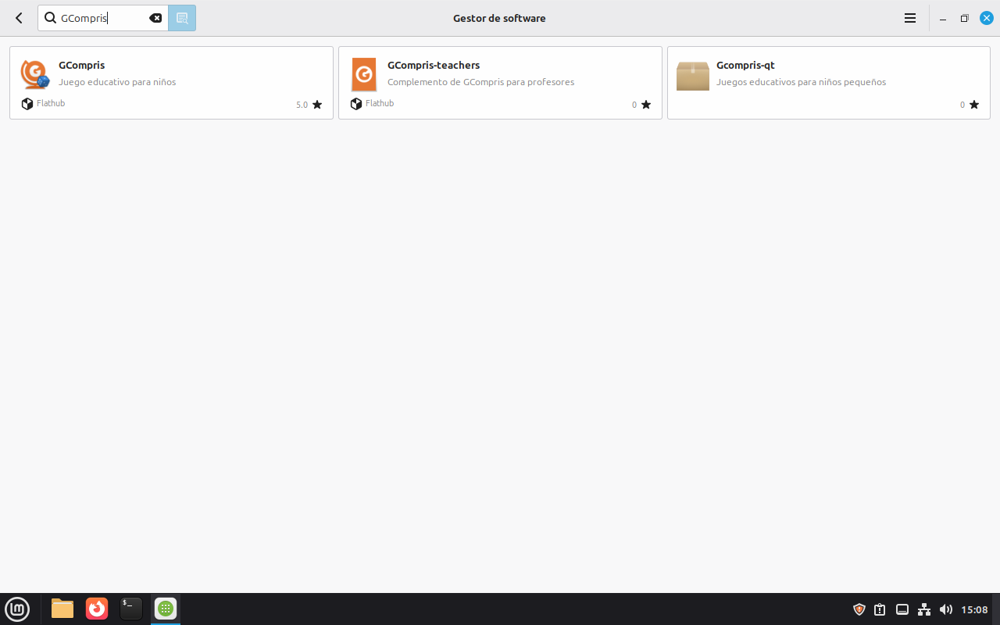 GCompris
Gestor de software
GCompris
Juego educativo para niños
Flathub
5.0
GCompris-teachers
Complemento de GCompris para profesores
Flathub
0
Gcompris-qt
Juegos educativos para niños pequeños
0
$_
15:08